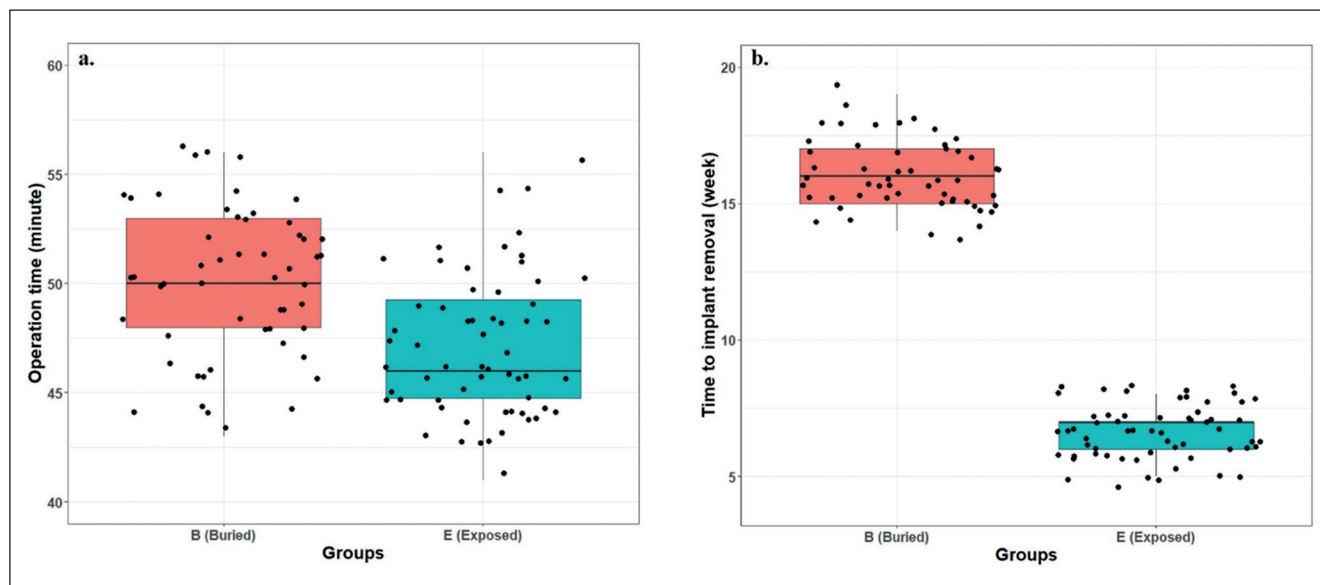 a.
Operation time (minute)
60
55
50
45
40
B (Buried)
E (Exposed)
Groups
b.
Time to implant removal (week)
20
15
10
5
B (Buried)
E (Exposed)
Groups